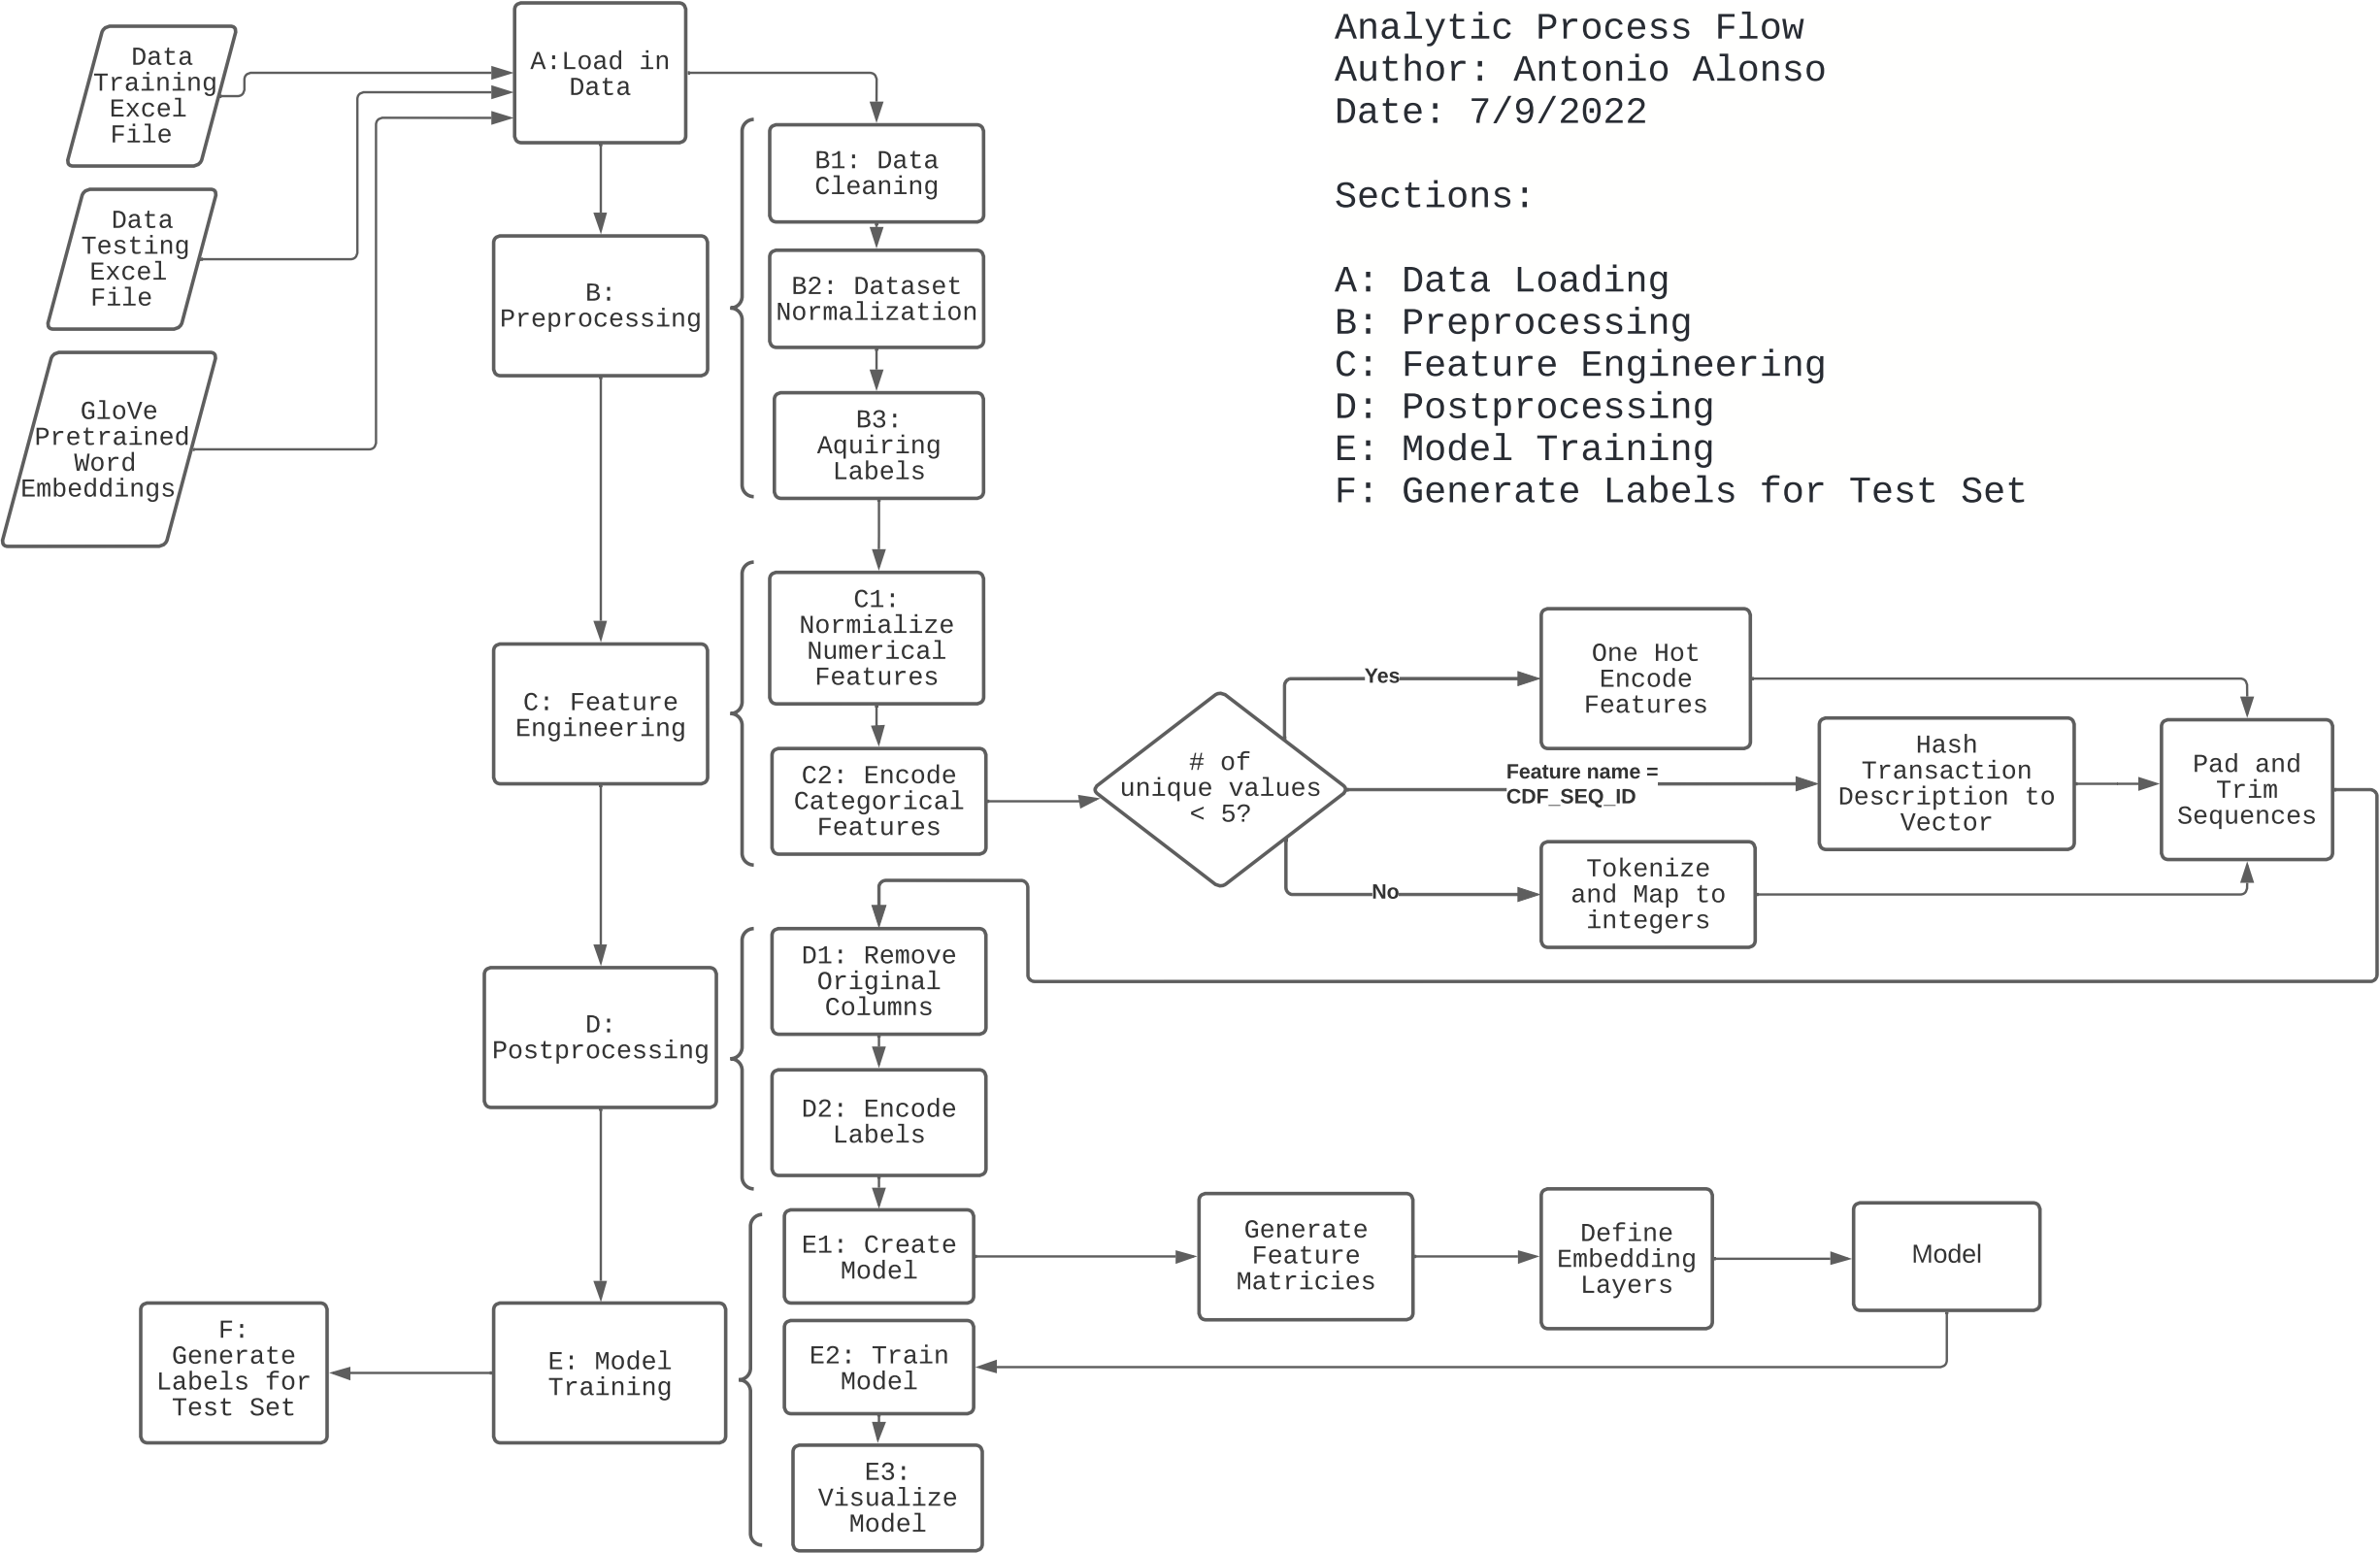 Analytic Process Flow
Author: Antonio Alonso
Date: 7/9/2022
Sections:
A: Data Loading
B: Preprocessing
C: Feature Engineering
D: Postprocessing
E: Model Training
F: Generate Labels for Test Set
Data
Training
Excel
File
Data
Testing
Excel
File
GloVe
Pretrained
Word
Embeddings
A:Load in
Data
B:
Preprocessing
B1: Data
Cleaning
B2: Dataset
Normalization
B3:
Aquiring
Labels
C: Feature
Engineering
C1:
Normialize
Numerical
Features
C2: Encode
Categorical
Features
# of
unique values
< 5?
Yes
One Hot
Encode
Features
Feature name =
CDF_SEQ_ID
Hash
Transaction
Description to
Vector
No
Tokenize
and Map to
integers
Pad and
Trim
Sequences
D:
Postprocessing
D1: Remove
Original
Columns
D2: Encode
Labels
E: Model
Training
E1: Create
Model
Generate
Feature
Matricies
Define
Embedding
Layers
Model
E2: Train
Model
E3:
Visualize
Model
F:
Generate
Labels for
Test Set